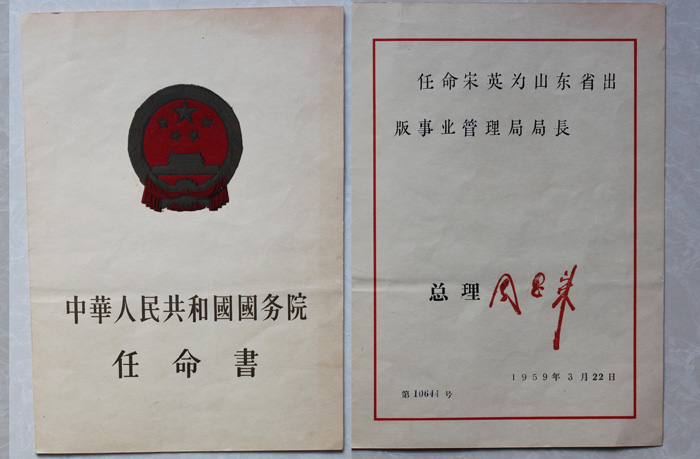 中華人民共和國國务院
任命書
任命宋英为山东省出
版事业管理局局長
总理 周恩来
1959年3月22日
第10644号